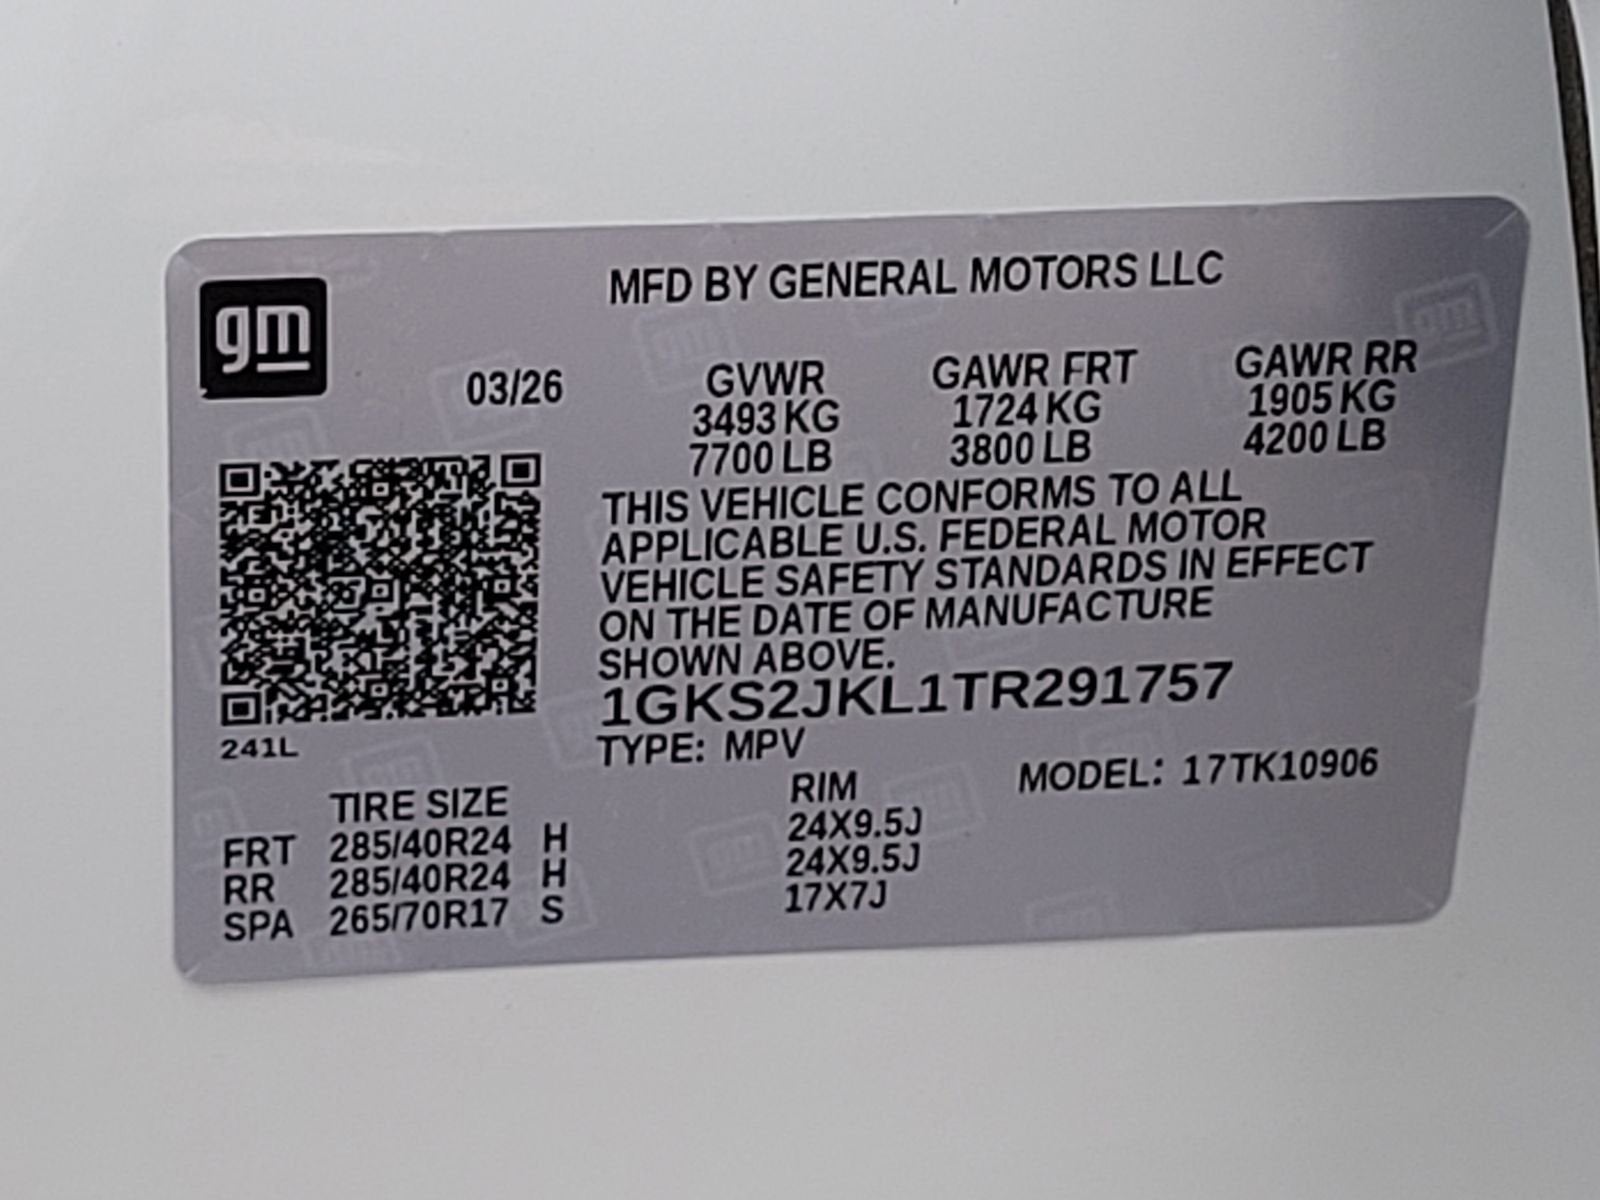 gm
MFD BY GENERAL MOTORS LLC
03/26 GVWR GAWR FRT GAWR RR
3493 KG 1724 KG 1905 KG
7700 LB 3800 LB 4200 LB
THIS VEHICLE CONFORMS TO ALL
APPLICABLE U.S. FEDERAL MOTOR
VEHICLE SAFETY STANDARDS IN EFFECT
ON THE DATE OF MANUFACTURE
SHOWN ABOVE.
1GKS2JKL1TR291757
241L
TYPE: MPV
MODEL: 17TK10906
TIRE SIZE RIM
FRT 285/40R24 H 24X9.5J
RR 285/40R24 H 24X9.5J
SPA 265/70R17 S 17X7J